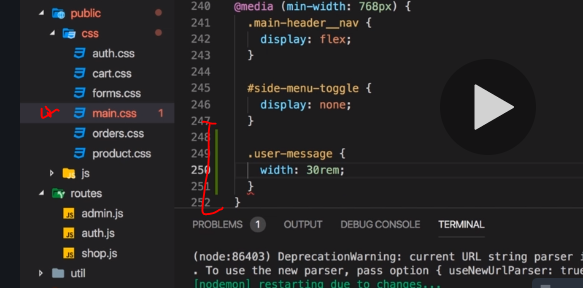 public
css
auth.css
cart.css
forms.css
main.css 1
orders.css
product.css
js
routes
admin.js
auth.js
shop.js
util
240 @media (min-width: 768px) {
241 .main-header__nav {
242 display: flex;
243 }
244
245 #side-menu-toggle {
246 display: none;
247 }
248
249 .user-message {
250 width: 30rem;
251 }
252 }
PROBLEMS 1 OUTPUT DEBUG CONSOLE TERMINAL
(node:86403) DeprecationWarning: current URL string parser i
. To use the new parser, pass option { useNewUrlParser: true
[nodemon] restarting due to changes...